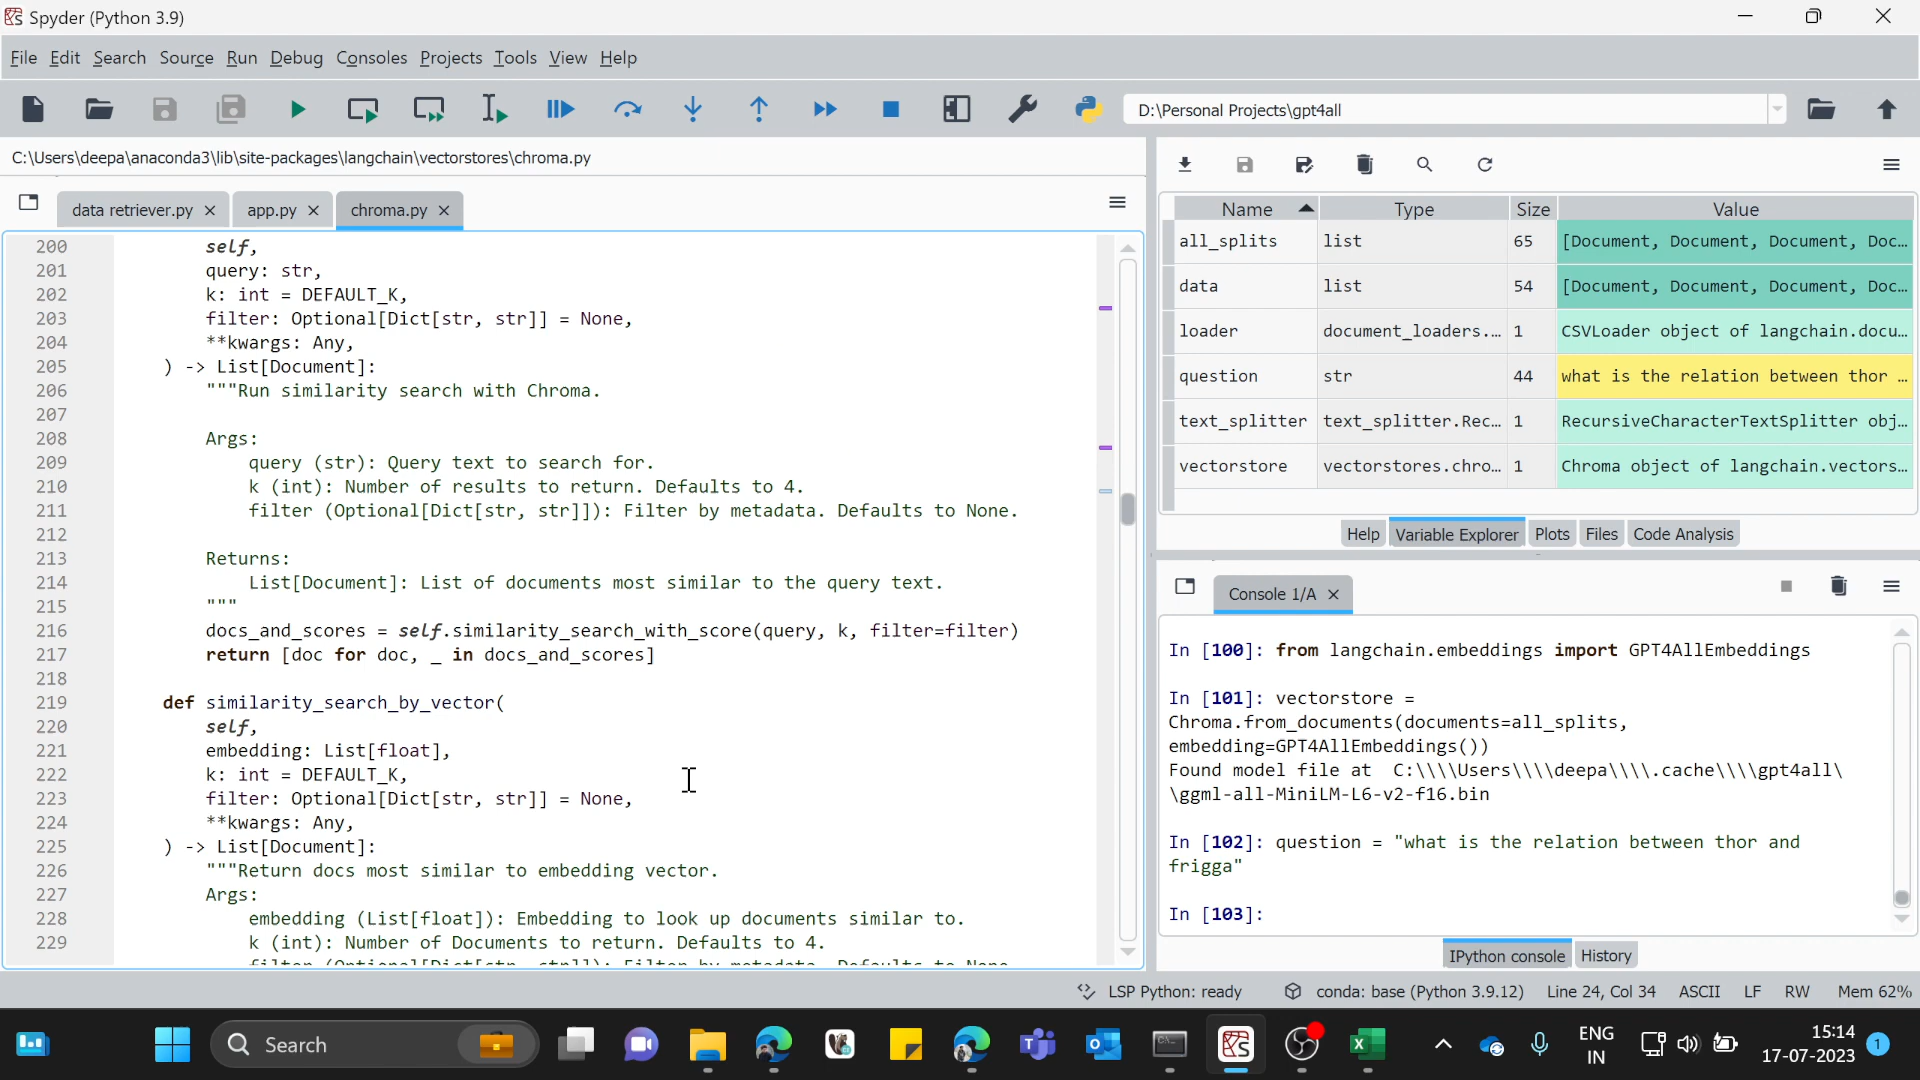 Spyder (Python 3.9)
File Edit Search Source Run Debug Consoles Projects Tools View Help
D:\Personal Projects\gpt4all
C:\Users\deepa\anaconda3\lib\site-packages\langchain\vectorstores\chroma.py
data retriever.py app.py chroma.py
200 self,
201 query: str,
202 k: int = DEFAULT_K,
203 filter: Optional[Dict[str, str]] = None,
204 **kwargs: Any,
205 ) -> List[Document]:
206 """Run similarity search with Chroma.
207
208 Args:
209 query (str): Query text to search for.
210 k (int): Number of results to return. Defaults to 4.
211 filter (Optional[Dict[str, str]]): Filter by metadata. Defaults to None.
212
213 Returns:
214 List[Document]: List of documents most similar to the query text.
215 """
216 docs_and_scores = self.similarity_search_with_score(query, k, filter=filter)
217 return [doc for doc, _ in docs_and_scores]
218
219 def similarity_search_by_vector(
220 self,
221 embedding: List[float],
222 k: int = DEFAULT_K,
223 filter: Optional[Dict[str, str]] = None,
224 **kwargs: Any,
225 ) -> List[Document]:
226 """Return docs most similar to embedding vector.
227 Args:
228 embedding (List[float]): Embedding to look up documents similar to.
229 k (int): Number of Documents to return. Defaults to 4.
filter (Optional[Dict[str, str]]): Filter by metadata. Defaults to None.
Name Type Size Value
all_splits list 65 [Document, Document, Document, Doc...
data list 54 [Document, Document, Document, Doc...
loader document_loaders.... 1 CSVLoader object of langchain.docu...
question str 44 what is the relation between thor ...
text_splitter text_splitter.Rec... 1 RecursiveCharacterTextSplitter obj...
vectorstore vectorstores.chro... 1 Chroma object of langchain.vectors...
Help Variable Explorer Plots Files Code Analysis
Console 1/A
In [100]: from langchain.embeddings import GPT4AllEmbeddings
In [101]: vectorstore =
Chroma.from_documents(documents=all_splits,
embedding=GPT4AllEmbeddings())
Found model file at C:\\\\Users\\\\deepa\\\\.cache\\\\gpt4all\
\ggml-all-MiniLM-L6-v2-f16.bin
In [102]: question = "what is the relation between thor and
frigga"
In [103]:
IPython console History
LSP Python: ready conda: base (Python 3.9.12) Line 24, Col 34 ASCII LF RW Mem 62%
Search
ENG
IN
15:14
17-07-2023
1